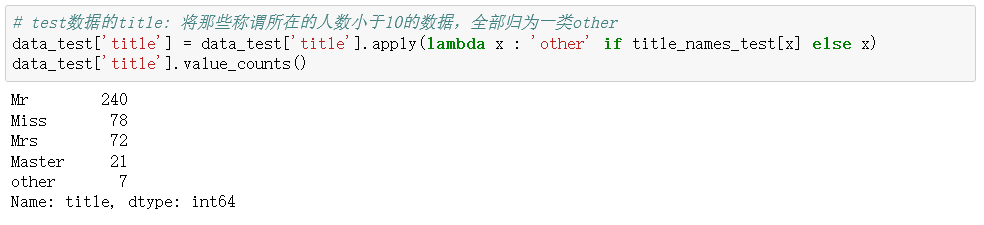 # test数据的title: 将那些称谓所在的人数小于10的数据，全部归为一类other
data_test['title'] = data_test['title'].apply(lambda x : 'other' if title_names_test[x] else x)
data_test['title'].value_counts()
Mr 240
Miss 78
Mrs 72
Master 21
other 7
Name: title, dtype: int64